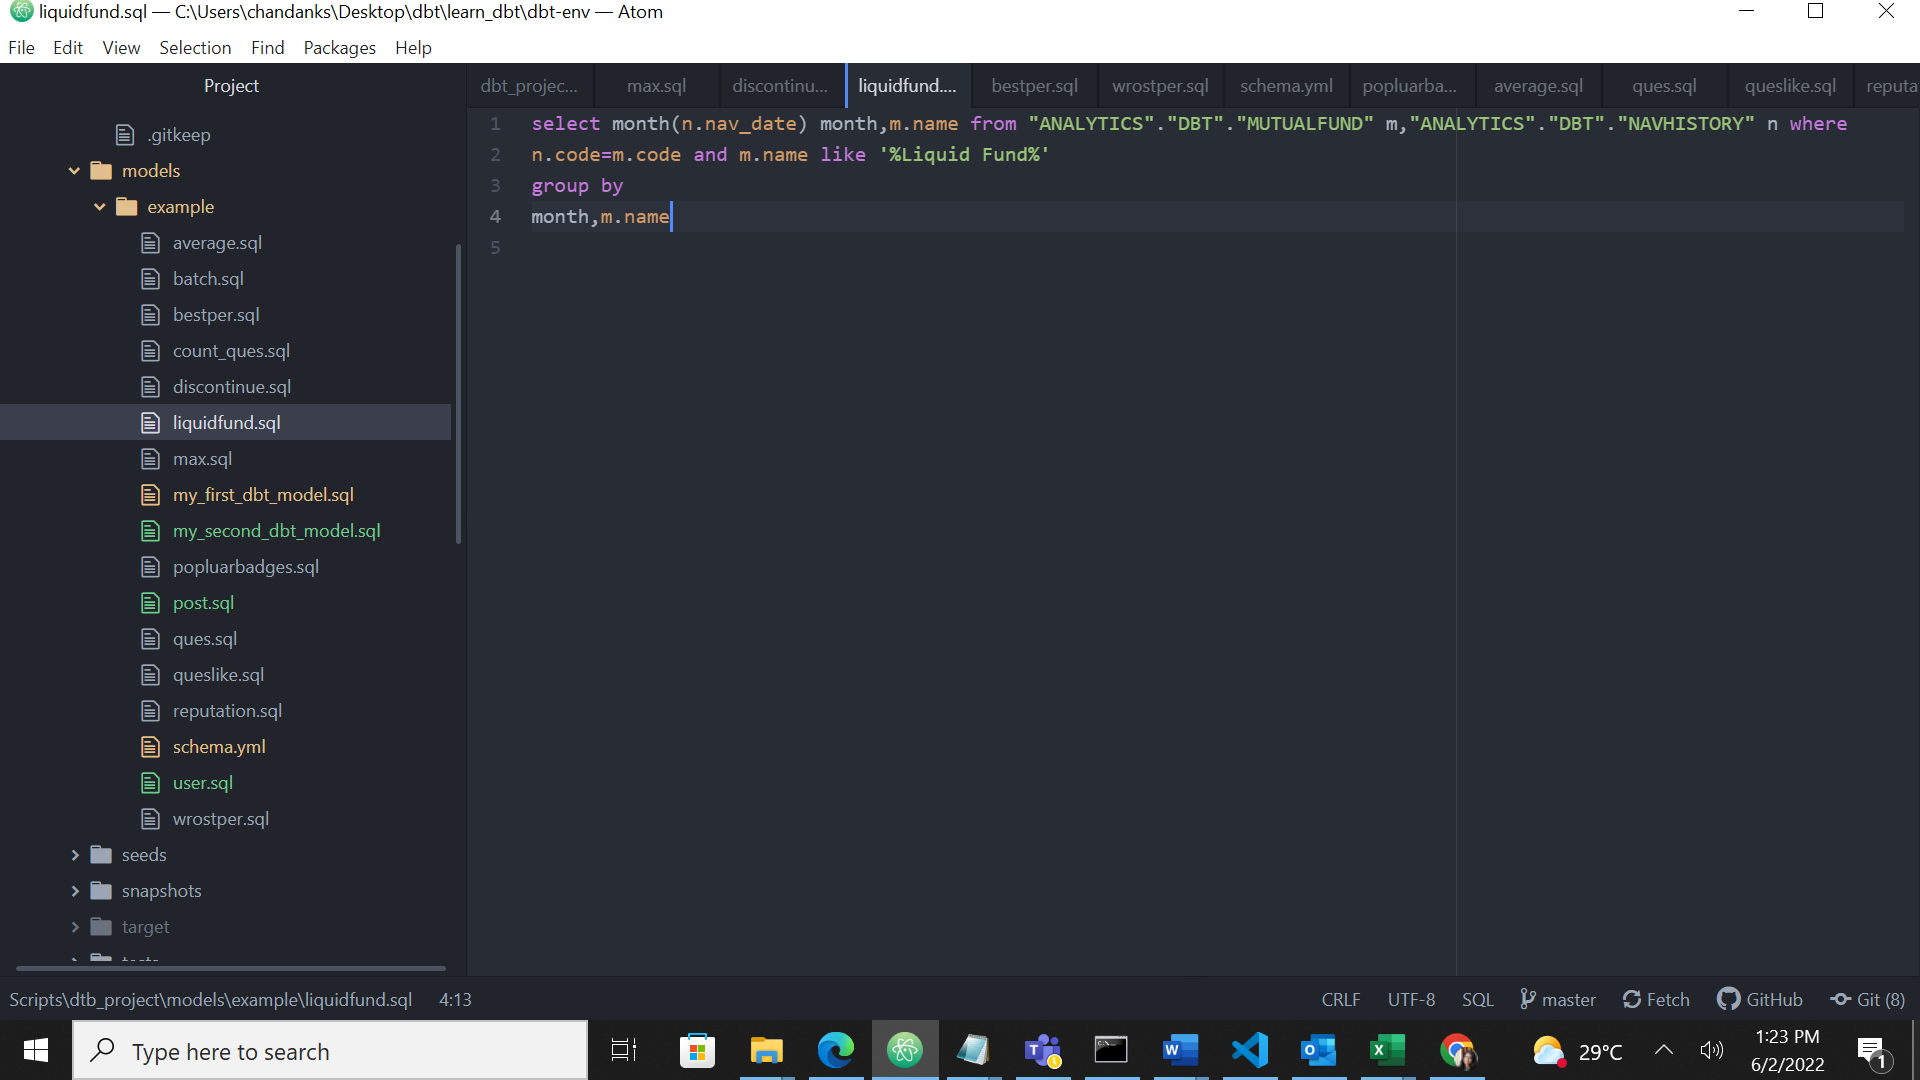 liquidfund.sql — C:\Users\chandanks\Desktop\dbt\learn_dbt\dbt-env — Atom
File Edit View Selection Find Packages Help
Project
dbt_projec... max.sql discontinu... liquidfund.... bestper.sql wrostper.sql schema.yml popluarba... average.sql ques.sql queslike.sql reputa
.gitkeep
models
example
average.sql
batch.sql
bestper.sql
count_ques.sql
discontinue.sql
liquidfund.sql
max.sql
my_first_dbt_model.sql
my_second_dbt_model.sql
popluarbadges.sql
post.sql
ques.sql
queslike.sql
reputation.sql
schema.yml
user.sql
wrostper.sql
seeds
snapshots
target
tests
1 select month(n.nav_date) month,m.name from "ANALYTICS"."DBT"."MUTUALFUND" m,"ANALYTICS"."DBT"."NAVHISTORY" n where
2 n.code=m.code and m.name like '%Liquid Fund%'
3 group by
4 month,m.name
5
Scripts\dtb_project\models\example\liquidfund.sql 4:13 CRLF UTF-8 SQL master Fetch GitHub Git (8)
Type here to search
29°C
1:23 PM
6/2/2022
1